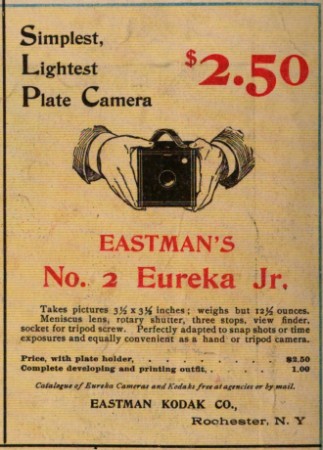 Simplest,
Lightest
Plate Camera
$2.50
EASTMAN'S
No. 2 Eureka Jr.
Takes pictures 3½ x 3½ inches; weighs but 12½ ounces.
Meniscus lens, rotary shutter, three stops, view finder,
socket for tripod screw. Perfectly adapted to snap shots or time
exposures and equally convenient as a hand or tripod camera.
Price, with plate holder, . . . . . . . . $2.50
Complete developing and printing outfit, . . . . 1.00
Catalogue of Eureka Cameras and Kodaks free at agencies or by mail.
EASTMAN KODAK CO.,
Rochester, N. Y